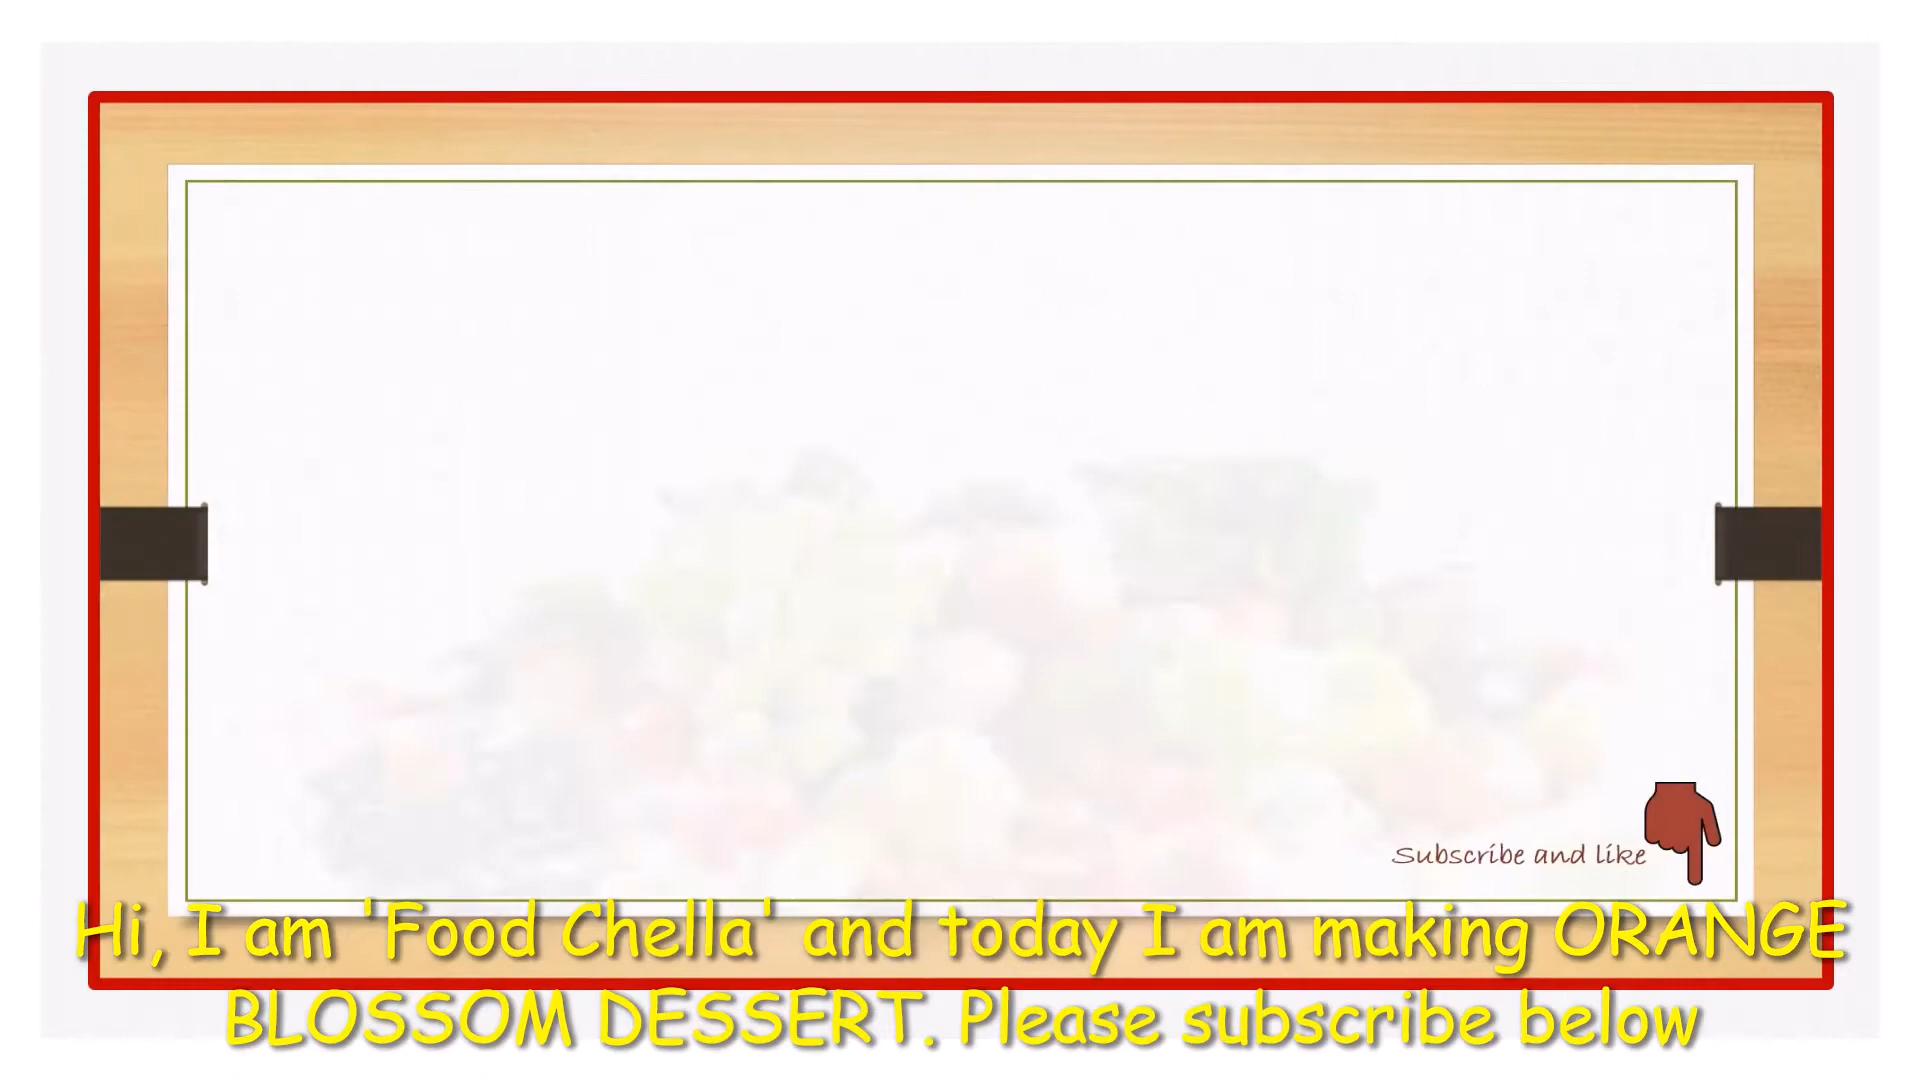 Subscribe and like
Hi, I am 'Food Chella' and today I am making ORANGE
BLOSSOM DESSERT. Please subscribe below